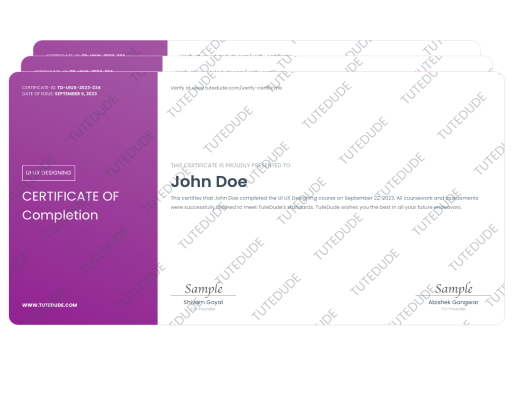 CERTIFICATE-ID: TD-UIUX-2023-234
DATE OF ISSUE: SEPTEMBER 5, 2023
Verify at www.tutedude.com/verify-certificate
UI UX DESIGNING
CERTIFICATE OF
Completion
WWW.TUTEDUDE.COM
THIS CERTIFICATE IS PROUDLY PRESENTED TO
John Doe
This certifies that John Doe completed the UI UX Designing course on September 22, 2023. All coursework and assessments
were successfully finished to meet TuteDude's standards. TuteDude wishes you the best in all your future endeavors.
Sample
Shivam Goyal
Co-Founder
Sample
Abishek Gangwar
Co-Founder
TUTEDUDE